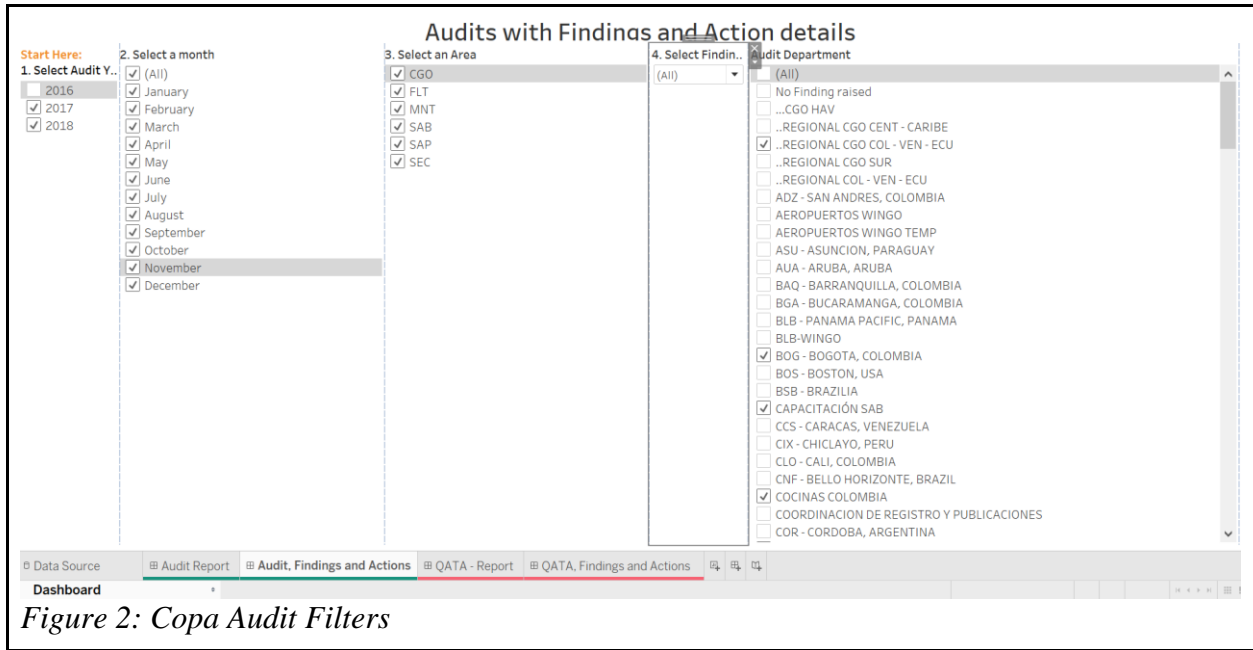 Audits with Findings and Action details
Start Here:
1. Select Audit Y..
2016
2017
2018
2. Select a month
(All)
January
February
March
April
May
June
July
August
September
October
November
December
3. Select an Area
CGO
FLT
MNT
SAB
SAP
SEC
4. Select Findin..
(All)
Audit Department
(All)
No Finding raised
...CGO HAV
..REGIONAL CGO CENT - CARIBE
..REGIONAL CGO COL - VEN - ECU
..REGIONAL CGO SUR
..REGIONAL COL - VEN - ECU
ADZ - SAN ANDRES, COLOMBIA
AEROPUERTOS WINGO
AEROPUERTOS WINGO TEMP
ASU - ASUNCION, PARAGUAY
AUA - ARUBA, ARUBA
BAQ - BARRANQUILLA, COLOMBIA
BGA - BUCARAMANGA, COLOMBIA
BLB - PANAMA PACIFIC, PANAMA
BLB-WINGO
BOG - BOGOTA, COLOMBIA
BOS - BOSTON, USA
BSB - BRAZILIA
CAPACITACIÓN SAB
CCS - CARACAS, VENEZUELA
CIX - CHICLAYO, PERU
CLO - CALI, COLOMBIA
CNF - BELLO HORIZONTE, BRAZIL
COCINAS COLOMBIA
COORDINACION DE REGISTRO Y PUBLICACIONES
COR - CORDOBA, ARGENTINA
Data Source
Audit Report
Audit, Findings and Actions
QATA - Report
QATA, Findings and Actions
Dashboard
Figure 2: Copa Audit Filters